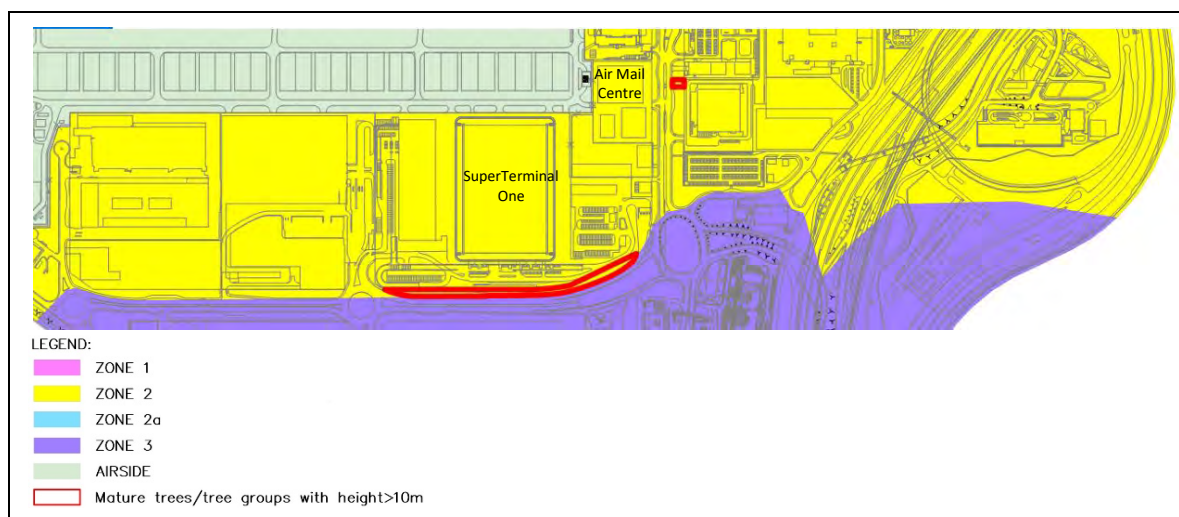 Air Mail
Centre
SuperTerminal
One
LEGEND:
ZONE 1
ZONE 2
ZONE 2a
ZONE 3
AIRSIDE
Mature trees/tree groups with height>10m